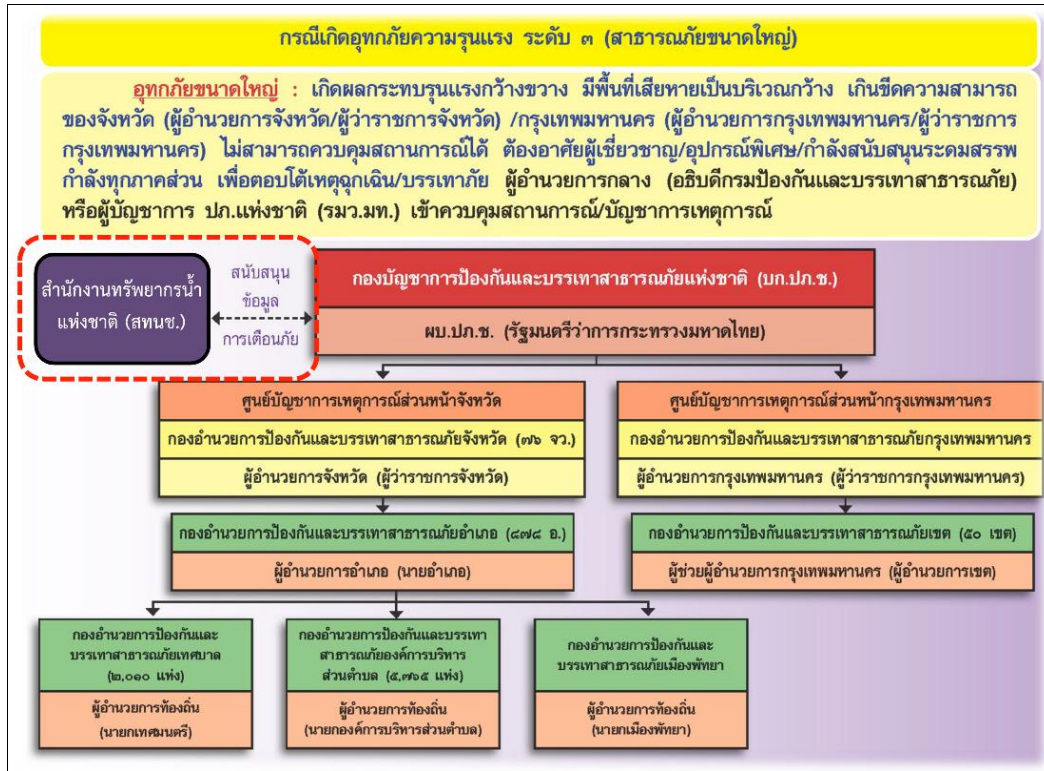 กรณีเกิดอุทกภัยความรุนแรง ระดับ ๓ (สาธารณภัยขนาดใหญ่)
อุทกภัยขนาดใหญ่ : เกิดผลกระทบรุนแรงกว้างขวาง มีพื้นที่เสียหายเป็นบริเวณกว้าง เกินขีดความสามารถ
ของจังหวัด (ผู้อำนวยการจังหวัด/ผู้ว่าราชการจังหวัด) /กรุงเทพมหานคร (ผู้อำนวยการกรุงเทพมหานคร/ผู้ว่าราชการ
กรุงเทพมหานคร) ไม่สามารถควบคุมสถานการณ์ได้ ต้องอาศัยผู้เชี่ยวชาญ/อุปกรณ์พิเศษ/กำลังสนับสนุนระดมสรรพ
กำลังทุกภาคส่วน เพื่อตอบโต้เหตุฉุกเฉิน/บรรเทาภัย ผู้อำนวยการกลาง (อธิบดีกรมป้องกันและบรรเทาสาธารณภัย)
หรือผู้บัญชาการ ปภ.แห่งชาติ (รมว.มท.) เข้าควบคุมสถานการณ์/บัญชาการเหตุการณ์
สำนักงานทรัพยากรน้ำ
แห่งชาติ (สทนช.)
สนับสนุน
ข้อมูล
การเตือนภัย
กองบัญชาการป้องกันและบรรเทาสาธารณภัยแห่งชาติ (บก.ปภ.ช.)
ผบ.ปภ.ช. (รัฐมนตรีว่าการกระทรวงมหาดไทย)
ศูนย์บัญชาการเหตุการณ์ส่วนหน้าจังหวัด
กองอำนวยการป้องกันและบรรเทาสาธารณภัยจังหวัด (๗๖ จว.)
ผู้อำนวยการจังหวัด (ผู้ว่าราชการจังหวัด)
ศูนย์บัญชาการเหตุการณ์ส่วนหน้ากรุงเทพมหานคร
กองอำนวยการป้องกันและบรรเทาสาธารณภัยกรุงเทพมหานคร
ผู้อำนวยการกรุงเทพมหานคร (ผู้ว่าราชการกรุงเทพมหานคร)
กองอำนวยการป้องกันและบรรเทาสาธารณภัยอำเภอ (๘๗๘ อ.)
ผู้อำนวยการอำเภอ (นายอำเภอ)
กองอำนวยการป้องกันและบรรเทาสาธารณภัยเขต (๕๐ เขต)
ผู้ช่วยผู้อำนวยการกรุงเทพมหานคร (ผู้อำนวยการเขต)
กองอำนวยการป้องกันและ
บรรเทาสาธารณภัยเทศบาล
(๒,๐๑๐ แห่ง)
ผู้อำนวยการท้องถิ่น
(นายกเทศมนตรี)
กองอำนวยการป้องกันและบรรเทา
สาธารณภัยองค์การบริหาร
ส่วนตำบล (๕,๗๖๕ แห่ง)
ผู้อำนวยการท้องถิ่น
(นายกองค์การบริหารส่วนตำบล)
กองอำนวยการป้องกันและ
บรรเทาสาธารณภัยเมืองพัทยา
ผู้อำนวยการท้องถิ่น
(นายกเมืองพัทยา)